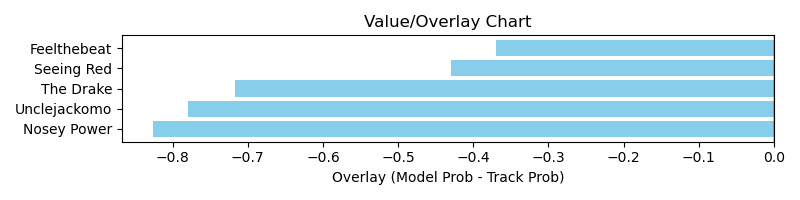 Value/Overlay Chart
Feelthebeat
Seeing Red
The Drake
Unclejackomo
Nosey Power
−0.8 −0.7 −0.6 −0.5 −0.4 −0.3 −0.2 −0.1 0.0
Overlay (Model Prob - Track Prob)